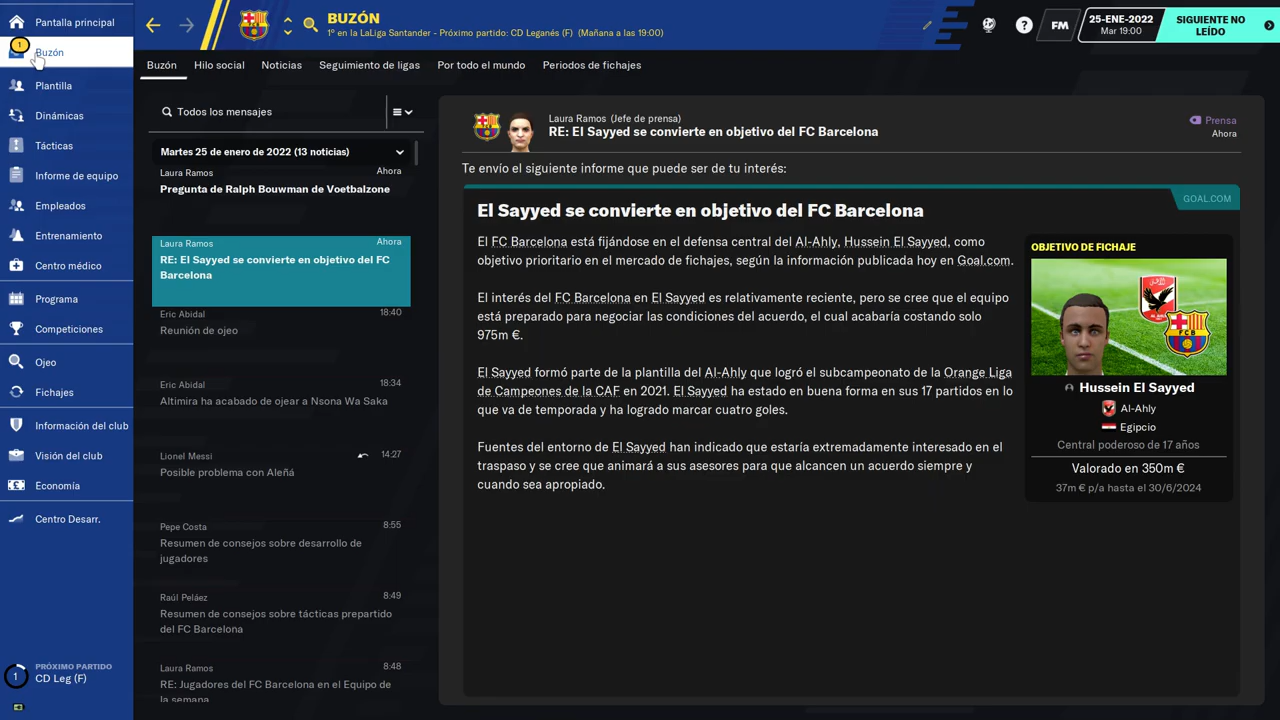 Pantalla principal
1
Buzón
Plantilla
Dinámicas
Tácticas
Informe de equipo
Empleados
Entrenamiento
Centro médico
Programa
Competiciones
Ojeo
Fichajes
Información del club
Visión del club
Economía
Centro Desarr.
1
PRÓXIMO PARTIDO
CD Leg (F)
BUZÓN
1º en la LaLiga Santander - Próximo partido: CD Leganés (F) (Mañana a las 19:00)
?
FM
25-ENE-2022
Mar 19:00
SIGUIENTE NO LEÍDO
Buzón
Hilo social
Noticias
Seguimiento de ligas
Por todo el mundo
Periodos de fichajes
Todos los mensajes
Martes 25 de enero de 2022 (13 noticias)
Laura Ramos Ahora
Pregunta de Ralph Bouwman de Voetbalzone
Laura Ramos Ahora
RE: El Sayyed se convierte en objetivo del FC
Barcelona
Eric Abidal 18:40
Reunión de ojeo
Eric Abidal 18:34
Altimira ha acabado de ojear a Nsona Wa Saka
Lionel Messi 14:27
Posible problema con Aleñá
Pepe Costa 8:55
Resumen de consejos sobre desarrollo de
jugadores
Raúl Peláez 8:49
Resumen de consejos sobre tácticas prepartido
del FC Barcelona
Laura Ramos 8:48
RE: Jugadores del FC Barcelona en el Equipo de
la semana
Laura Ramos (Jefe de prensa)
RE: El Sayyed se convierte en objetivo del FC Barcelona
Prensa
Ahora
Te envío el siguiente informe que puede ser de tu interés:
GOAL.COM
El Sayyed se convierte en objetivo del FC Barcelona
El FC Barcelona está fijándose en el defensa central del Al-Ahly, Hussein El Sayyed, como
objetivo prioritario en el mercado de fichajes, según la información publicada hoy en Goal.com.
El interés del FC Barcelona en El Sayyed es relativamente reciente, pero se cree que el equipo
está preparado para negociar las condiciones del acuerdo, el cual acabaría costando solo
975m €.
El Sayyed formó parte de la plantilla del Al-Ahly que logró el subcampeonato de la Orange Liga
de Campeones de la CAF en 2021. El Sayyed ha estado en buena forma en sus 17 partidos en lo
que va de temporada y ha logrado marcar cuatro goles.
Fuentes del entorno de El Sayyed han indicado que estaría extremadamente interesado en el
traspaso y se cree que animará a sus asesores para que alcancen un acuerdo siempre y
cuando sea apropiado.
OBJETIVO DE FICHAJE
Hussein El Sayyed
Al-Ahly
Egipcio
Central poderoso de 17 años
Valorado en 350m €
37m € p/a hasta el 30/6/2024